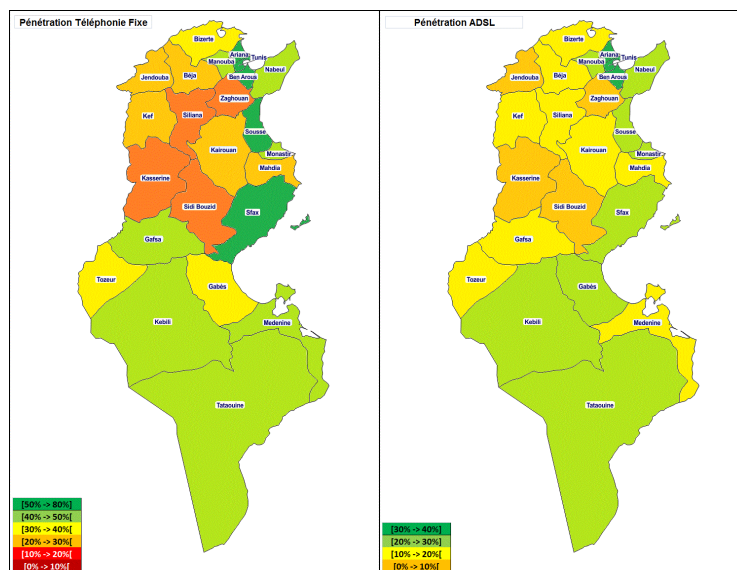 Pénétration Téléphonie Fixe
Bizerte
Ariana
Tunis
Manouba
Nabeul
Jendouba
Béja
Ben Arous
Zaghouan
Kef
Siliana
Sousse
Kairouan
Monastir
Mahdia
Kasserine
Sidi Bouzid
Sfax
Gafsa
Tozeur
Gabés
Kebili
Medenine
Tataouine
[50% -> 80%]
[40% -> 50%[
[30% -> 40%[
[20% -> 30%[
[10% -> 20%[
[0% -> 10%[
Pénétration ADSL
Bizerte
Ariana
Tunis
Manouba
Nabeul
Jendouba
Béja
Ben Arous
Zaghouan
Kef
Siliana
Sousse
Kairouan
Monastir
Mahdia
Kasserine
Sidi Bouzid
Sfax
Gafsa
Tozeur
Gabés
Kebili
Medenine
Tataouine
[30% -> 40%]
[20% -> 30%[
[10% -> 20%[
[0% -> 10%[